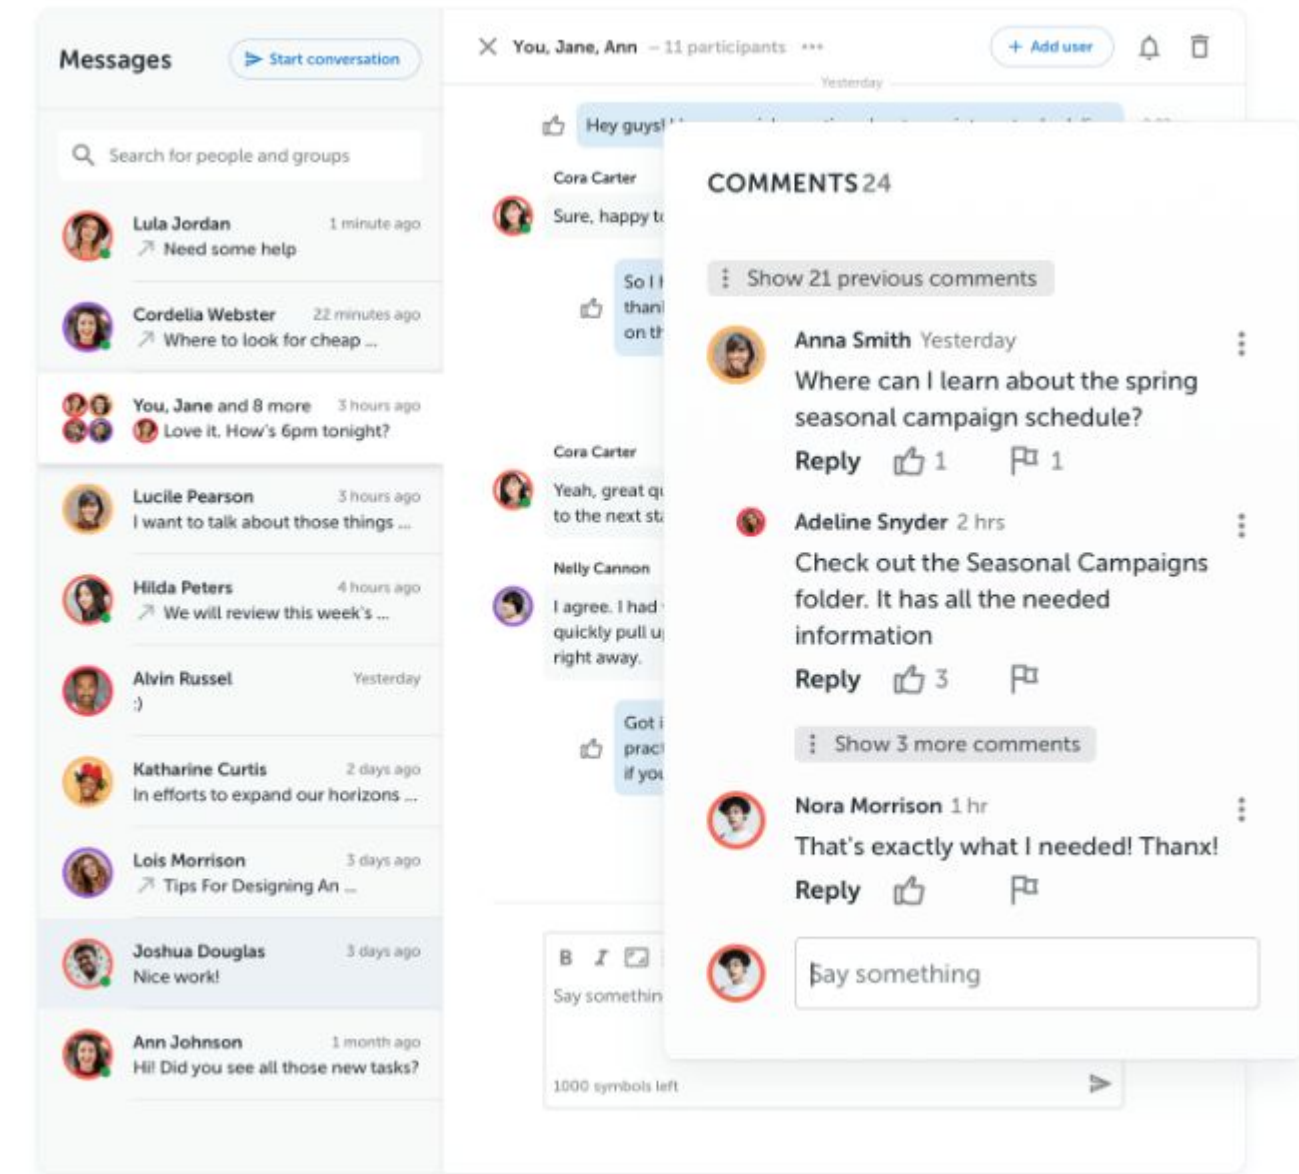 Messages
Start conversation
Search for people and groups
Lula Jordan 1 minute ago
Need some help
Cordelia Webster 22 minutes ago
Where to look for cheap ...
You, Jane and 8 more 3 hours ago
Love it. How's 6pm tonight?
Lucile Pearson 3 hours ago
I want to talk about those things ...
Hilda Peters 4 hours ago
We will review this week's ...
Alvin Russel Yesterday
:)
Katharine Curtis 2 days ago
In efforts to expand our horizons ...
Lois Morrison 3 days ago
Tips For Designing An ...
Joshua Douglas 3 days ago
Nice work!
Ann Johnson 1 month ago
Hi! Did you see all those new tasks?
You, Jane, Ann – 11 participants ...
+ Add user
Yesterday
Hey guys!
Cora Carter
Sure, happy to
So I
on
Cora Carter
Yeah, great
to the next
Nelly Cannon
I agree. I had
quickly pull
right away.
Got
if you
B I
Say
1000 symbols left
COMMENTS 24
Show 21 previous comments
Anna Smith Yesterday
Where can I learn about the spring
seasonal campaign schedule?
Reply 1 1
Adeline Snyder 2 hrs
Check out the Seasonal Campaigns
folder. It has all the needed
information
Reply 3
Show 3 more comments
Nora Morrison 1 hr
That's exactly what I needed! Thanx!
Reply
Say something